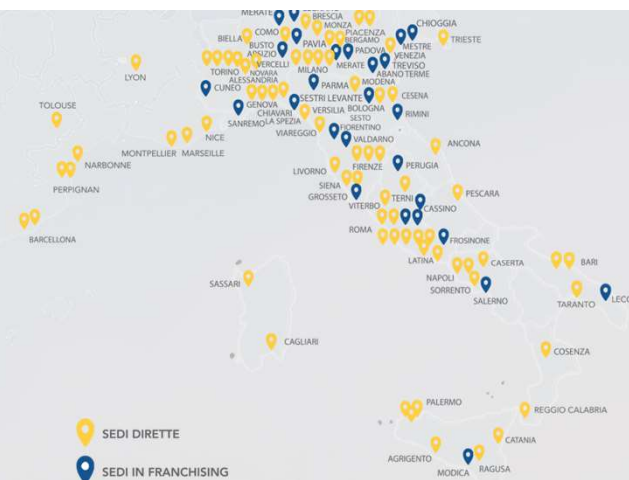 MERATE
BRESCIA
CHIOGGIA
COMO
MONZA
PIACENZA
BIELLA
BERGAMO
TRIESTE
BUSTO
ARSIZIO
PAVIA
PADOVA
MESTRE
VENEZIA
LYON
TORINO
VERCELLI
NOVARA
MILANO
MERATE
TREVISO
ABANO TERME
ALESSANDRIA
MODENA
CUNEO
PARMA
GENOVA
SESTRI LEVANTE
BOLOGNA
CESENA
TOLOUSE
SANREMO
CHIAVARI
LA SPEZIA
VERSILIA
SESTO
FIORENTINO
RIMINI
NICE
VIAREGGIO
VALDARNO
MONTPELLIER
MARSEILLE
ANCONA
NARBONNE
LIVORNO
FIRENZE
PERUGIA
PERPIGNAN
SIENA
GROSSETO
TERNI
PESCARA
VITERBO
CASSINO
BARCELLONA
ROMA
FROSINONE
LATINA
CASERTA
BARI
SASSARI
NAPOLI
SORRENTO
SALERNO
TARANTO
CAGLIARI
COSENZA
PALERMO
REGGIO CALABRIA
SEDI DIRETTE
CATANIA
AGRIGENTO
RAGUSA
MODICA
SEDI IN FRANCHISING